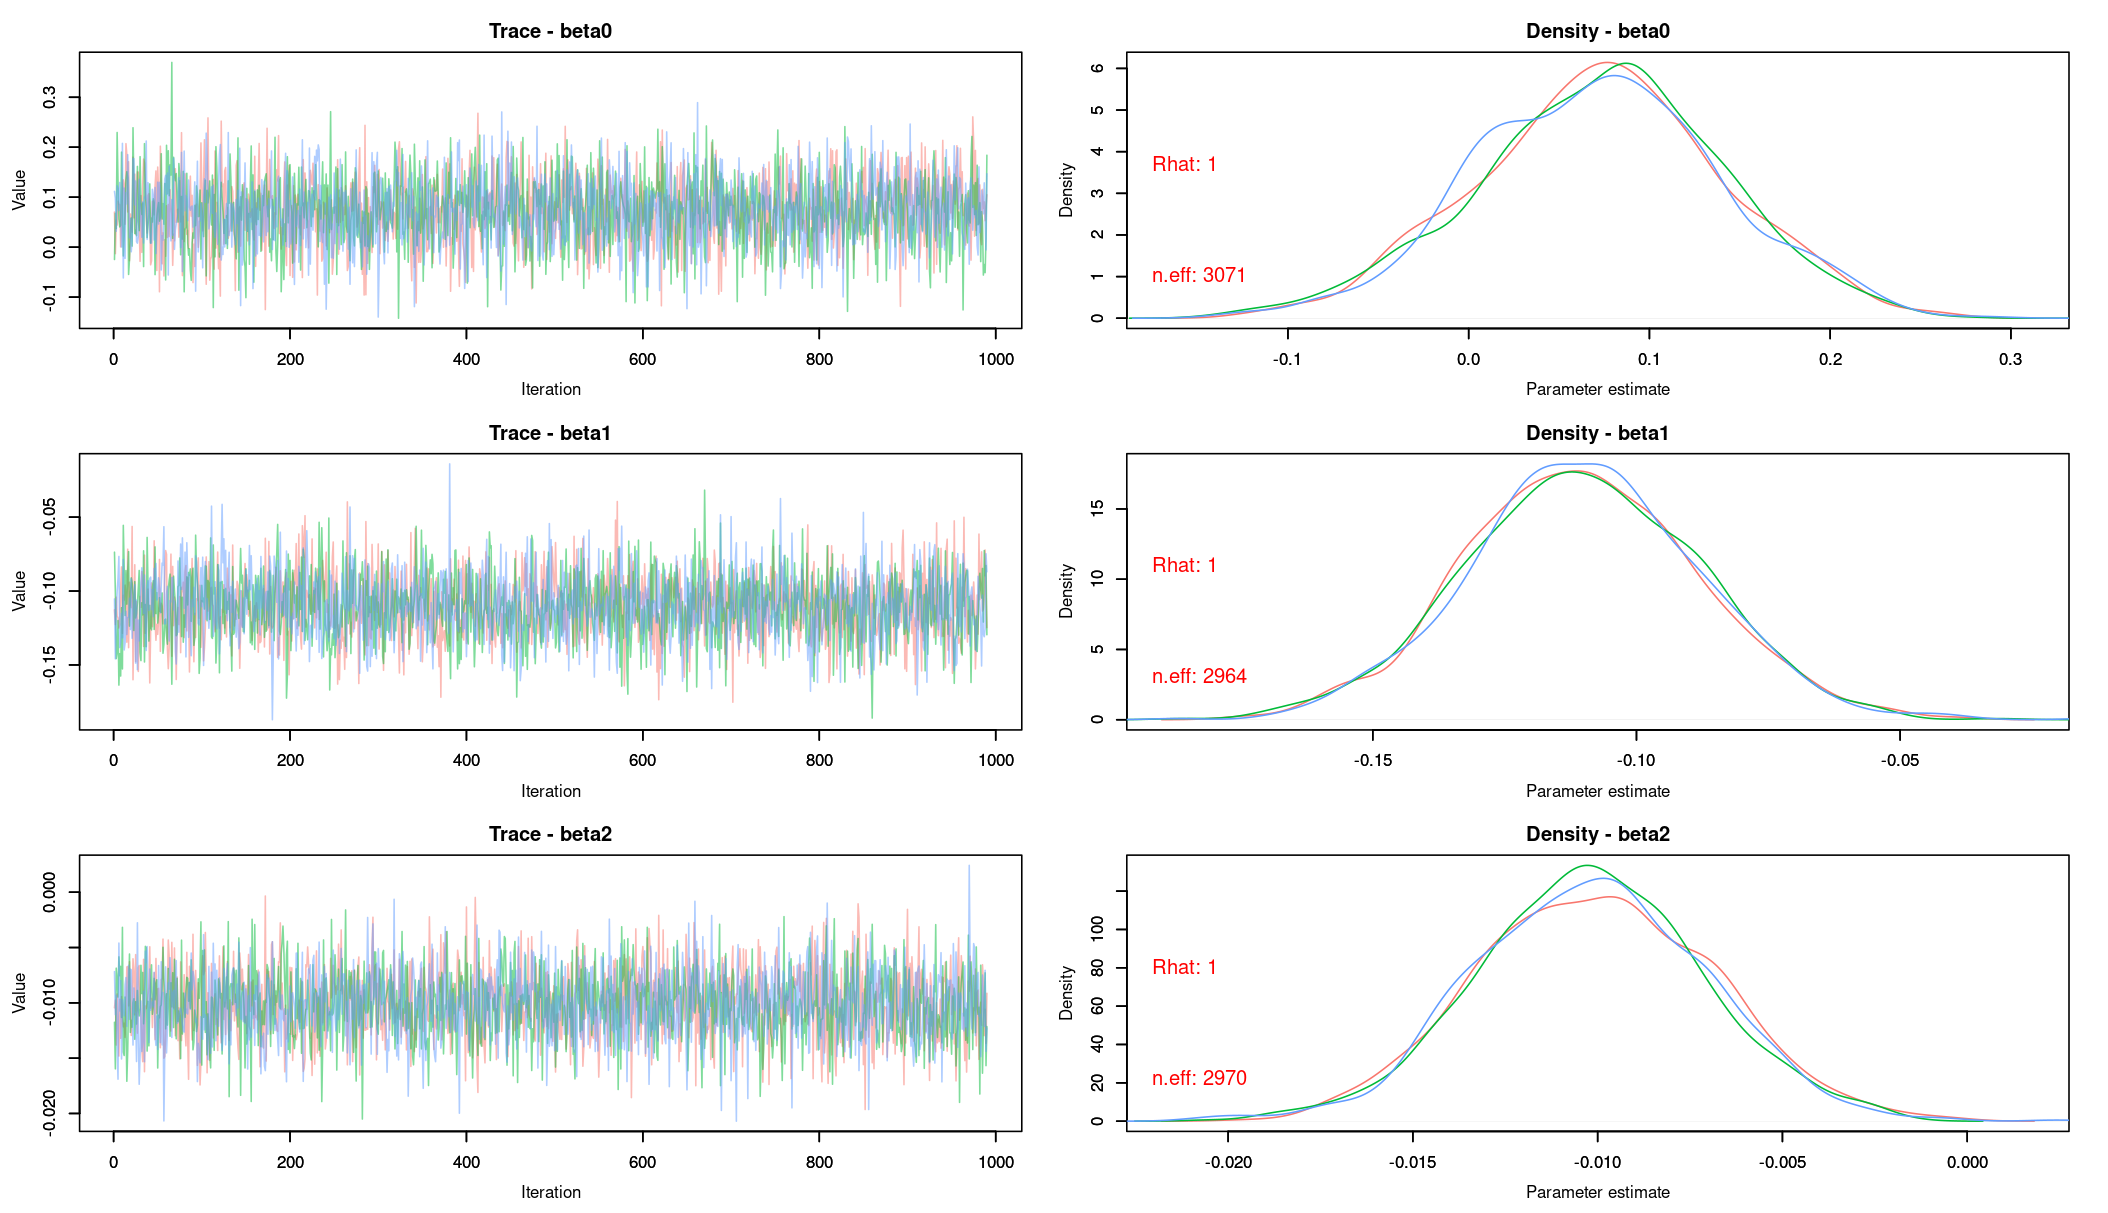 Trace - beta0
Value
-0.1 0.0 0.1 0.2 0.3
0 200 400 600 800 1000
Iteration
Density - beta0
Density
0 1 2 3 4 5 6
Rhat: 1
n.eff: 3071
-0.1 0.0 0.1 0.2 0.3
Parameter estimate
Trace - beta1
Value
-0.15 -0.10 -0.05
0 200 400 600 800 1000
Iteration
Density - beta1
Density
0 5 10 15
Rhat: 1
n.eff: 2964
-0.15 -0.10 -0.05
Parameter estimate
Trace - beta2
Value
-0.020 -0.010 0.000
0 200 400 600 800 1000
Iteration
Density - beta2
Density
0 20 40 60 80 100
Rhat: 1
n.eff: 2970
-0.020 -0.015 -0.010 -0.005 0.000
Parameter estimate